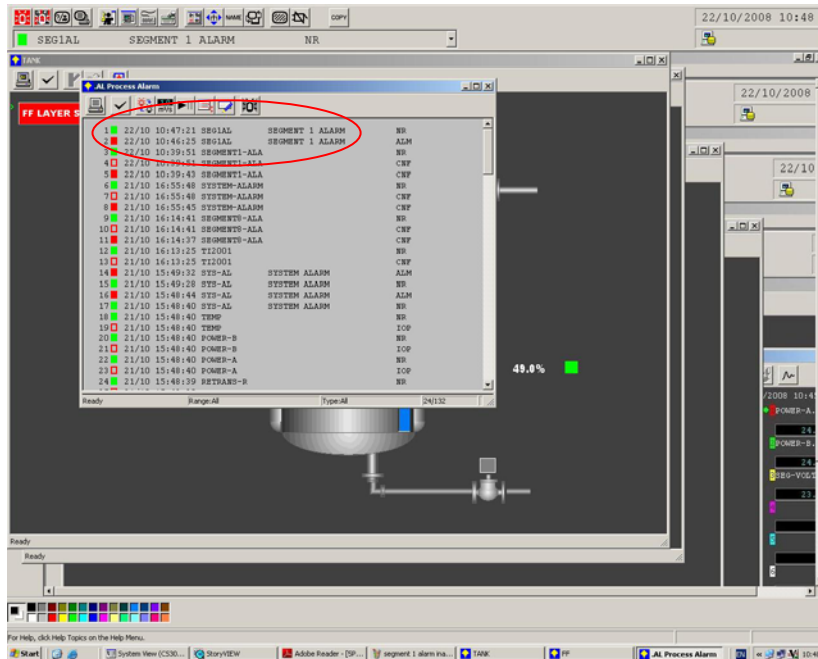 NAME
COPY
22/10/2008 10:48
SEG1AL SEGMENT 1 ALARM NR
TANK
.AL Process Alarm
22/10/2008
FF LAYER S
1 22/10 10:47:21 SEG1AL SEGMENT 1 ALARM NR
2 22/10 10:46:25 SEG1AL SEGMENT 1 ALARM ALM
3 22/10 10:39:51 SEGMENT1-ALA NR
4 22/10 10:39:51 SEGMENT1-ALA CNF
5 22/10 10:39:43 SEGMENT1-ALA CNF
6 21/10 16:55:48 SYSTEM-ALARM NR
7 21/10 16:55:48 SYSTEM-ALARM CNF
8 21/10 16:55:45 SYSTEM-ALARM CNF
9 21/10 16:14:41 SEGMENT8-ALA NR
10 21/10 16:14:41 SEGMENT8-ALA CNF
11 21/10 16:14:37 SEGMENT8-ALA CNF
12 21/10 16:13:25 TI2001 NR
13 21/10 16:13:25 TI2001 CNF
14 21/10 15:49:32 SYS-AL SYSTEM ALARM ALM
15 21/10 15:49:28 SYS-AL SYSTEM ALARM NR
16 21/10 15:48:44 SYS-AL SYSTEM ALARM ALM
17 21/10 15:48:40 SYS-AL SYSTEM ALARM NR
18 21/10 15:48:40 TEMP NR
19 21/10 15:48:40 TEMP IOP
20 21/10 15:48:40 POWER-B NR
21 21/10 15:48:40 POWER-B IOP
22 21/10 15:48:40 POWER-A NR
23 21/10 15:48:40 POWER-A IOP
24 21/10 15:48:39 RETRANS-R NR
Ready Range:All Type:All 24/132
22/10
49.0%
/2008 10:4
POWER-A.
24.
POWER-B.
24.
SEG-VOLT
23.
Ready
Ready
For Help, click Help Topics on the Help Menu.
Start System View (CS30... StoryVIEW Adobe Reader - [SP... segment 1 alarm ina... TANK FF .AL Process Alarm EN 10:4